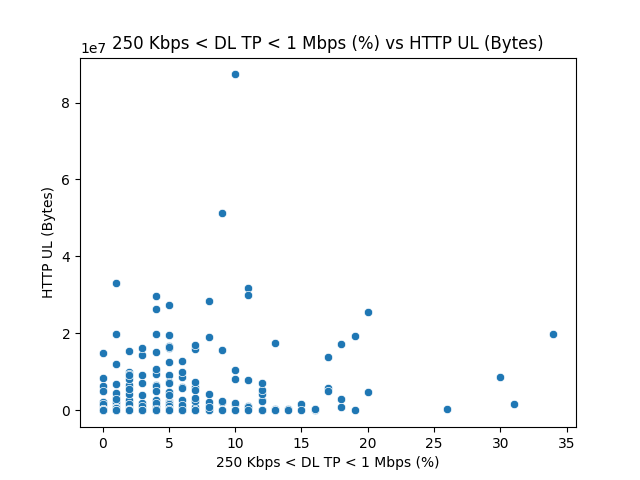 250 Kbps < DL TP < 1 Mbps (%) vs HTTP UL (Bytes)
1e7
8
6
4
2
0
HTTP UL (Bytes)
0 5 10 15 20 25 30 35
250 Kbps < DL TP < 1 Mbps (%)